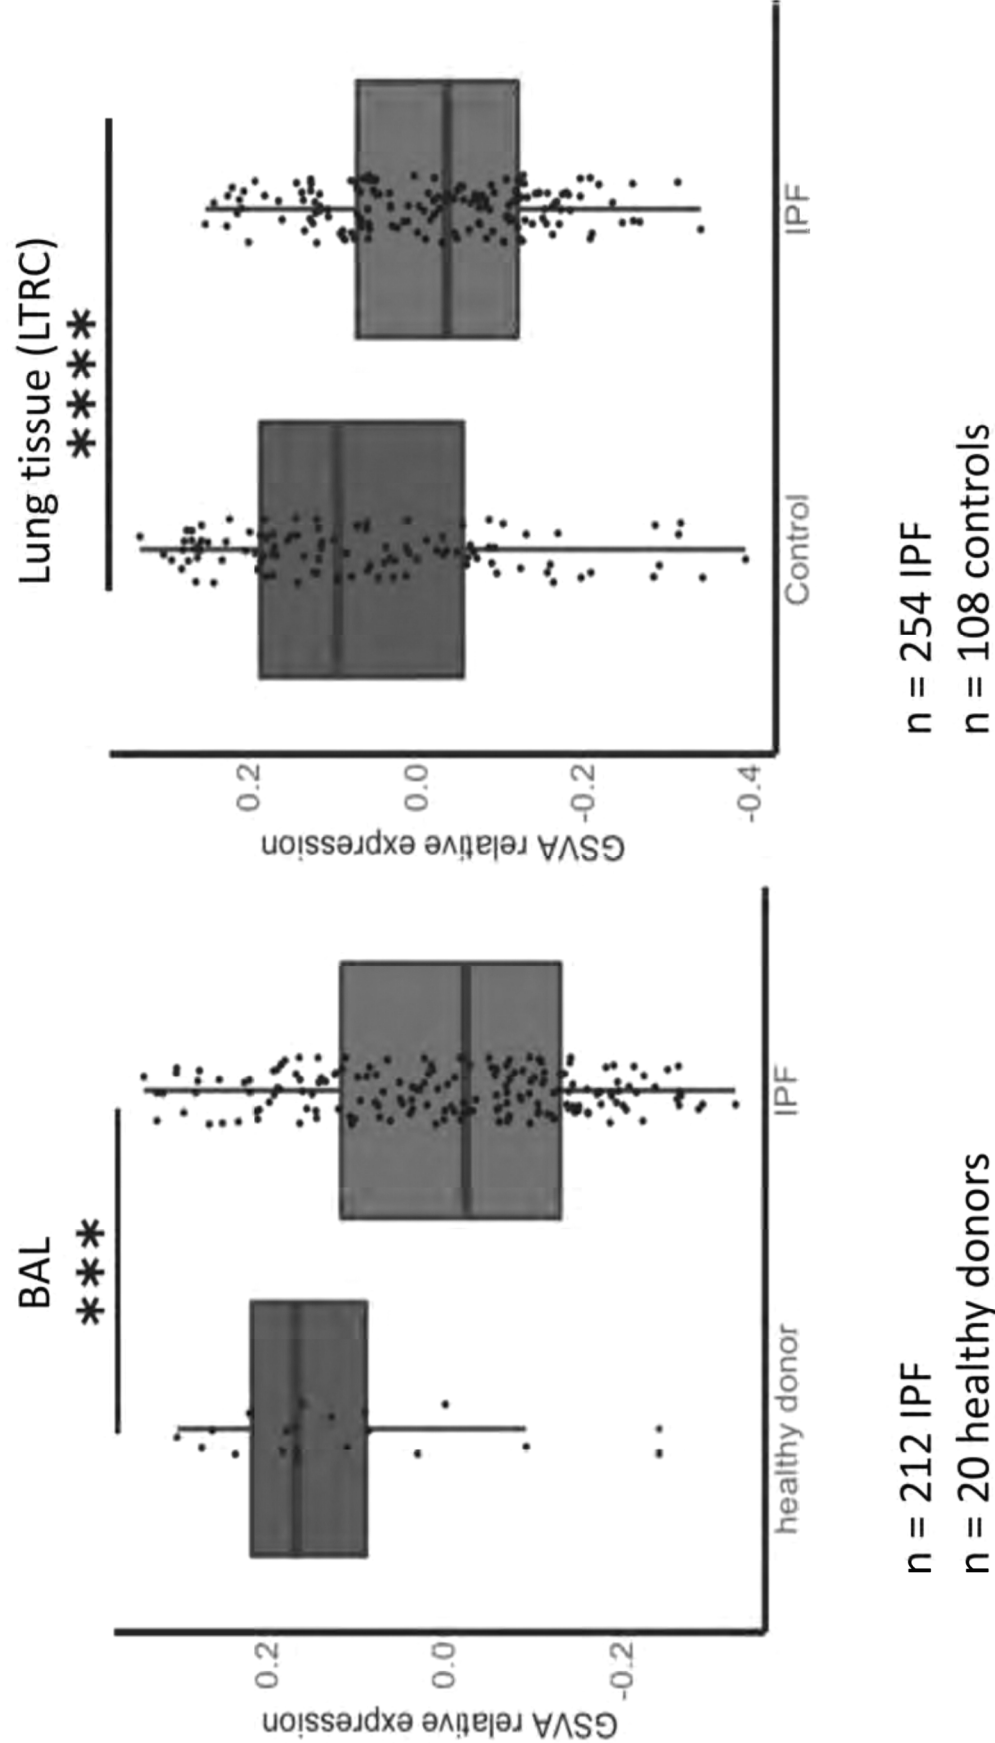 BAL
***
GSVA relative expression
0.2
0.0
-0.2
healthy donor
IPF
n = 212 IPF
n = 20 healthy donors
Lung tissue (LTRC)
****
GSVA relative expression
0.2
0.0
-0.2
-0.4
Control
IPF
n = 254 IPF
n = 108 controls